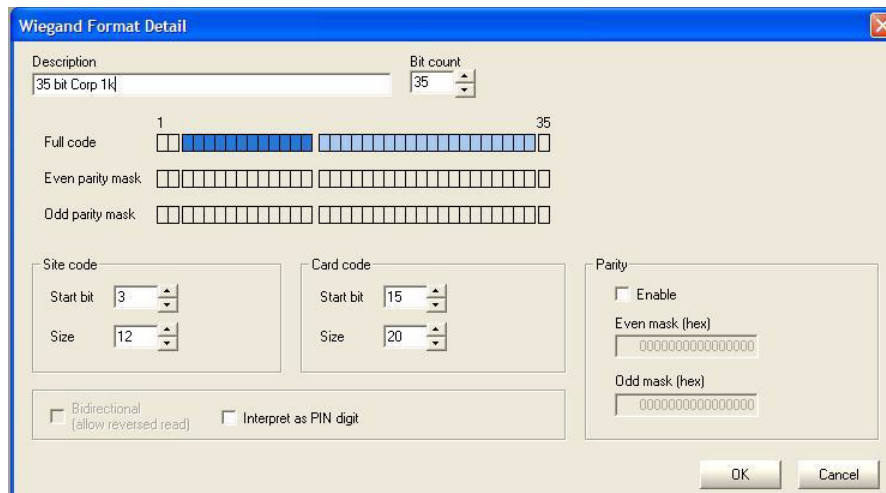 Wiegand Format Detail
Description
Bit count
35 bit Corp 1k
35
1
35
Full code
Even parity mask
Odd parity mask
Site code
Start bit
3
Size
12
Card code
Start bit
15
Size
20
Parity
Enable
Even mask (hex)
0000000000000000
Odd mask (hex)
0000000000000000
Bidirectional
(allow reversed read)
Interpret as PIN digit
OK
Cancel